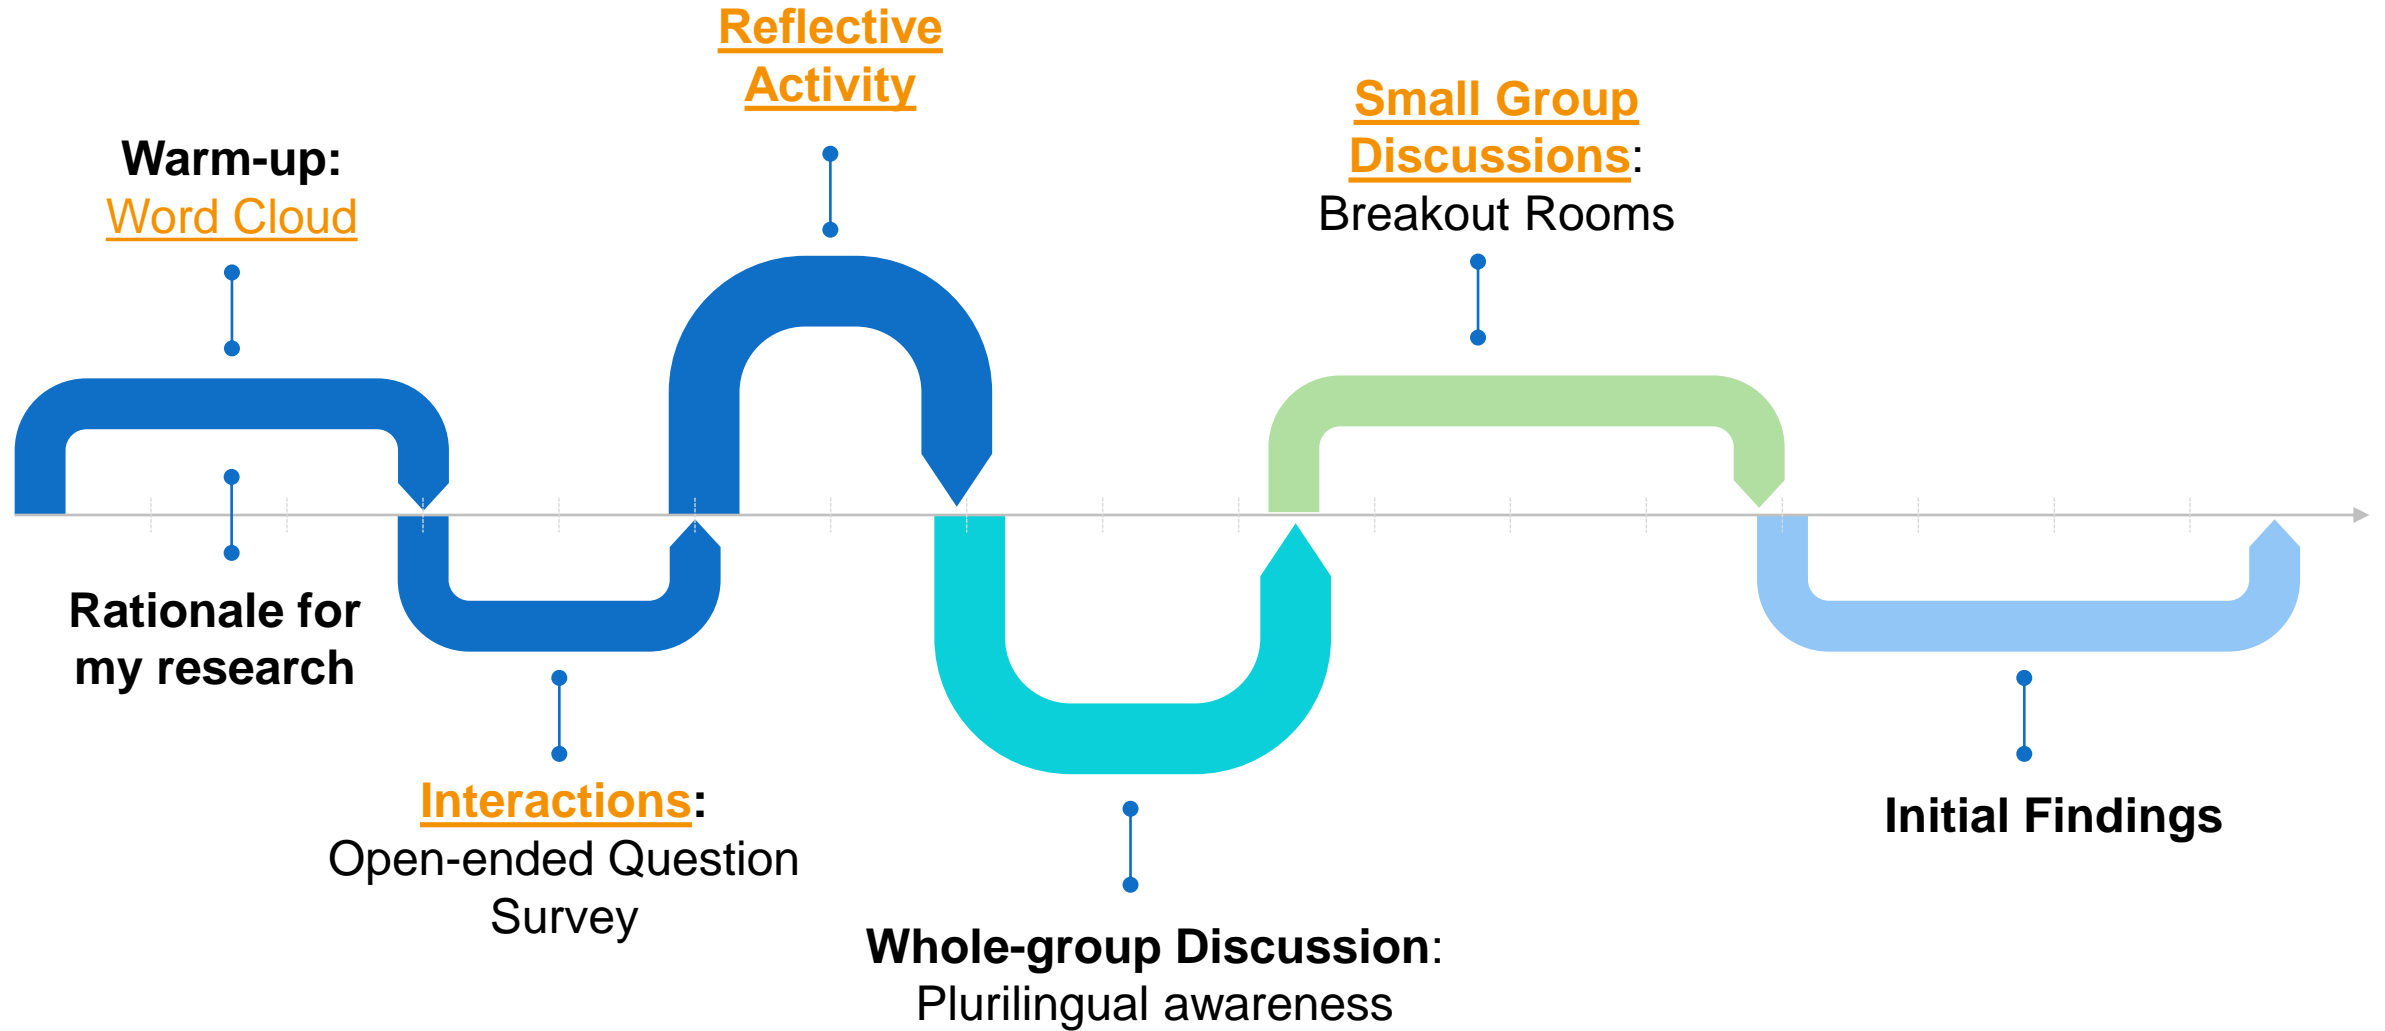 Warm-up:
Word Cloud
Rationale for
my research
Interactions:
Open-ended Question
Survey
Reflective
Activity
Whole-group Discussion:
Plurilingual awareness
Small Group
Discussions:
Breakout Rooms
Initial Findings